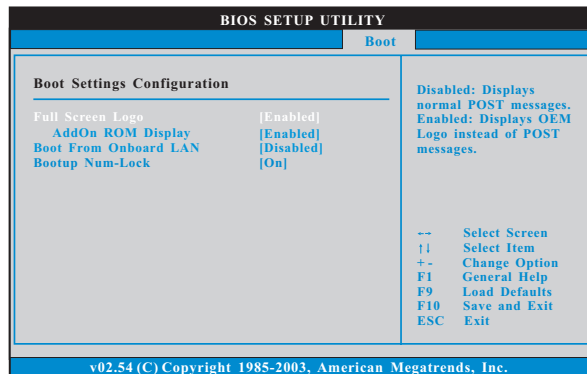 BIOS SETUP UTILITY
Boot
Boot Settings Configuration
Full Screen Logo [Enabled]
AddOn ROM Display [Enabled]
Boot From Onboard LAN [Disabled]
Bootup Num-Lock [On]
Disabled: Displays
normal POST messages.
Enabled: Displays OEM
Logo instead of POST
messages.
←→ Select Screen
↑↓ Select Item
+ - Change Option
F1 General Help
F9 Load Defaults
F10 Save and Exit
ESC Exit
v02.54 (C) Copyright 1985-2003, American Megatrends, Inc.